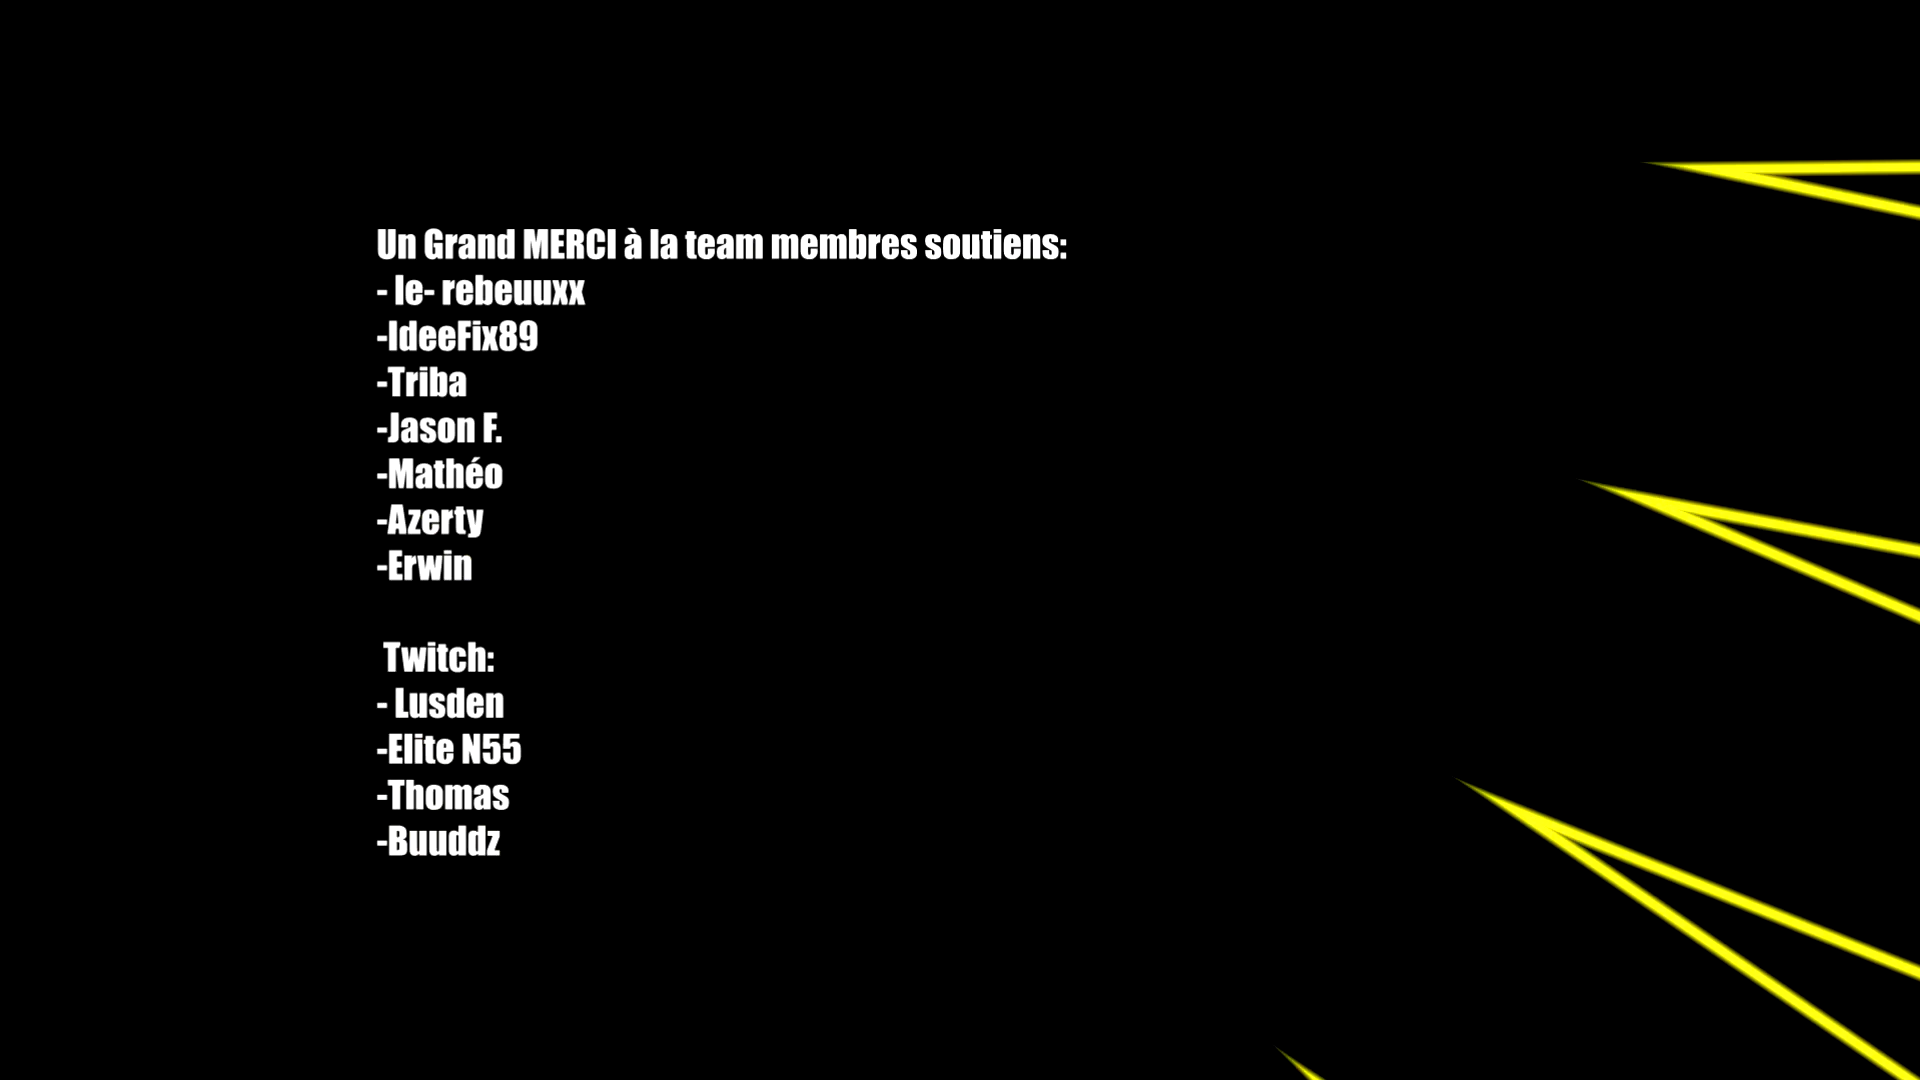 Un Grand MERCI à la team membres soutiens:
- le- rebeuuxx
-IdeeFix89
-Triba
-Jason F.
-Mathéo
-Azerty
-Erwin
Twitch:
- Lusden
-Elite N55
-Thomas
-Buuddz